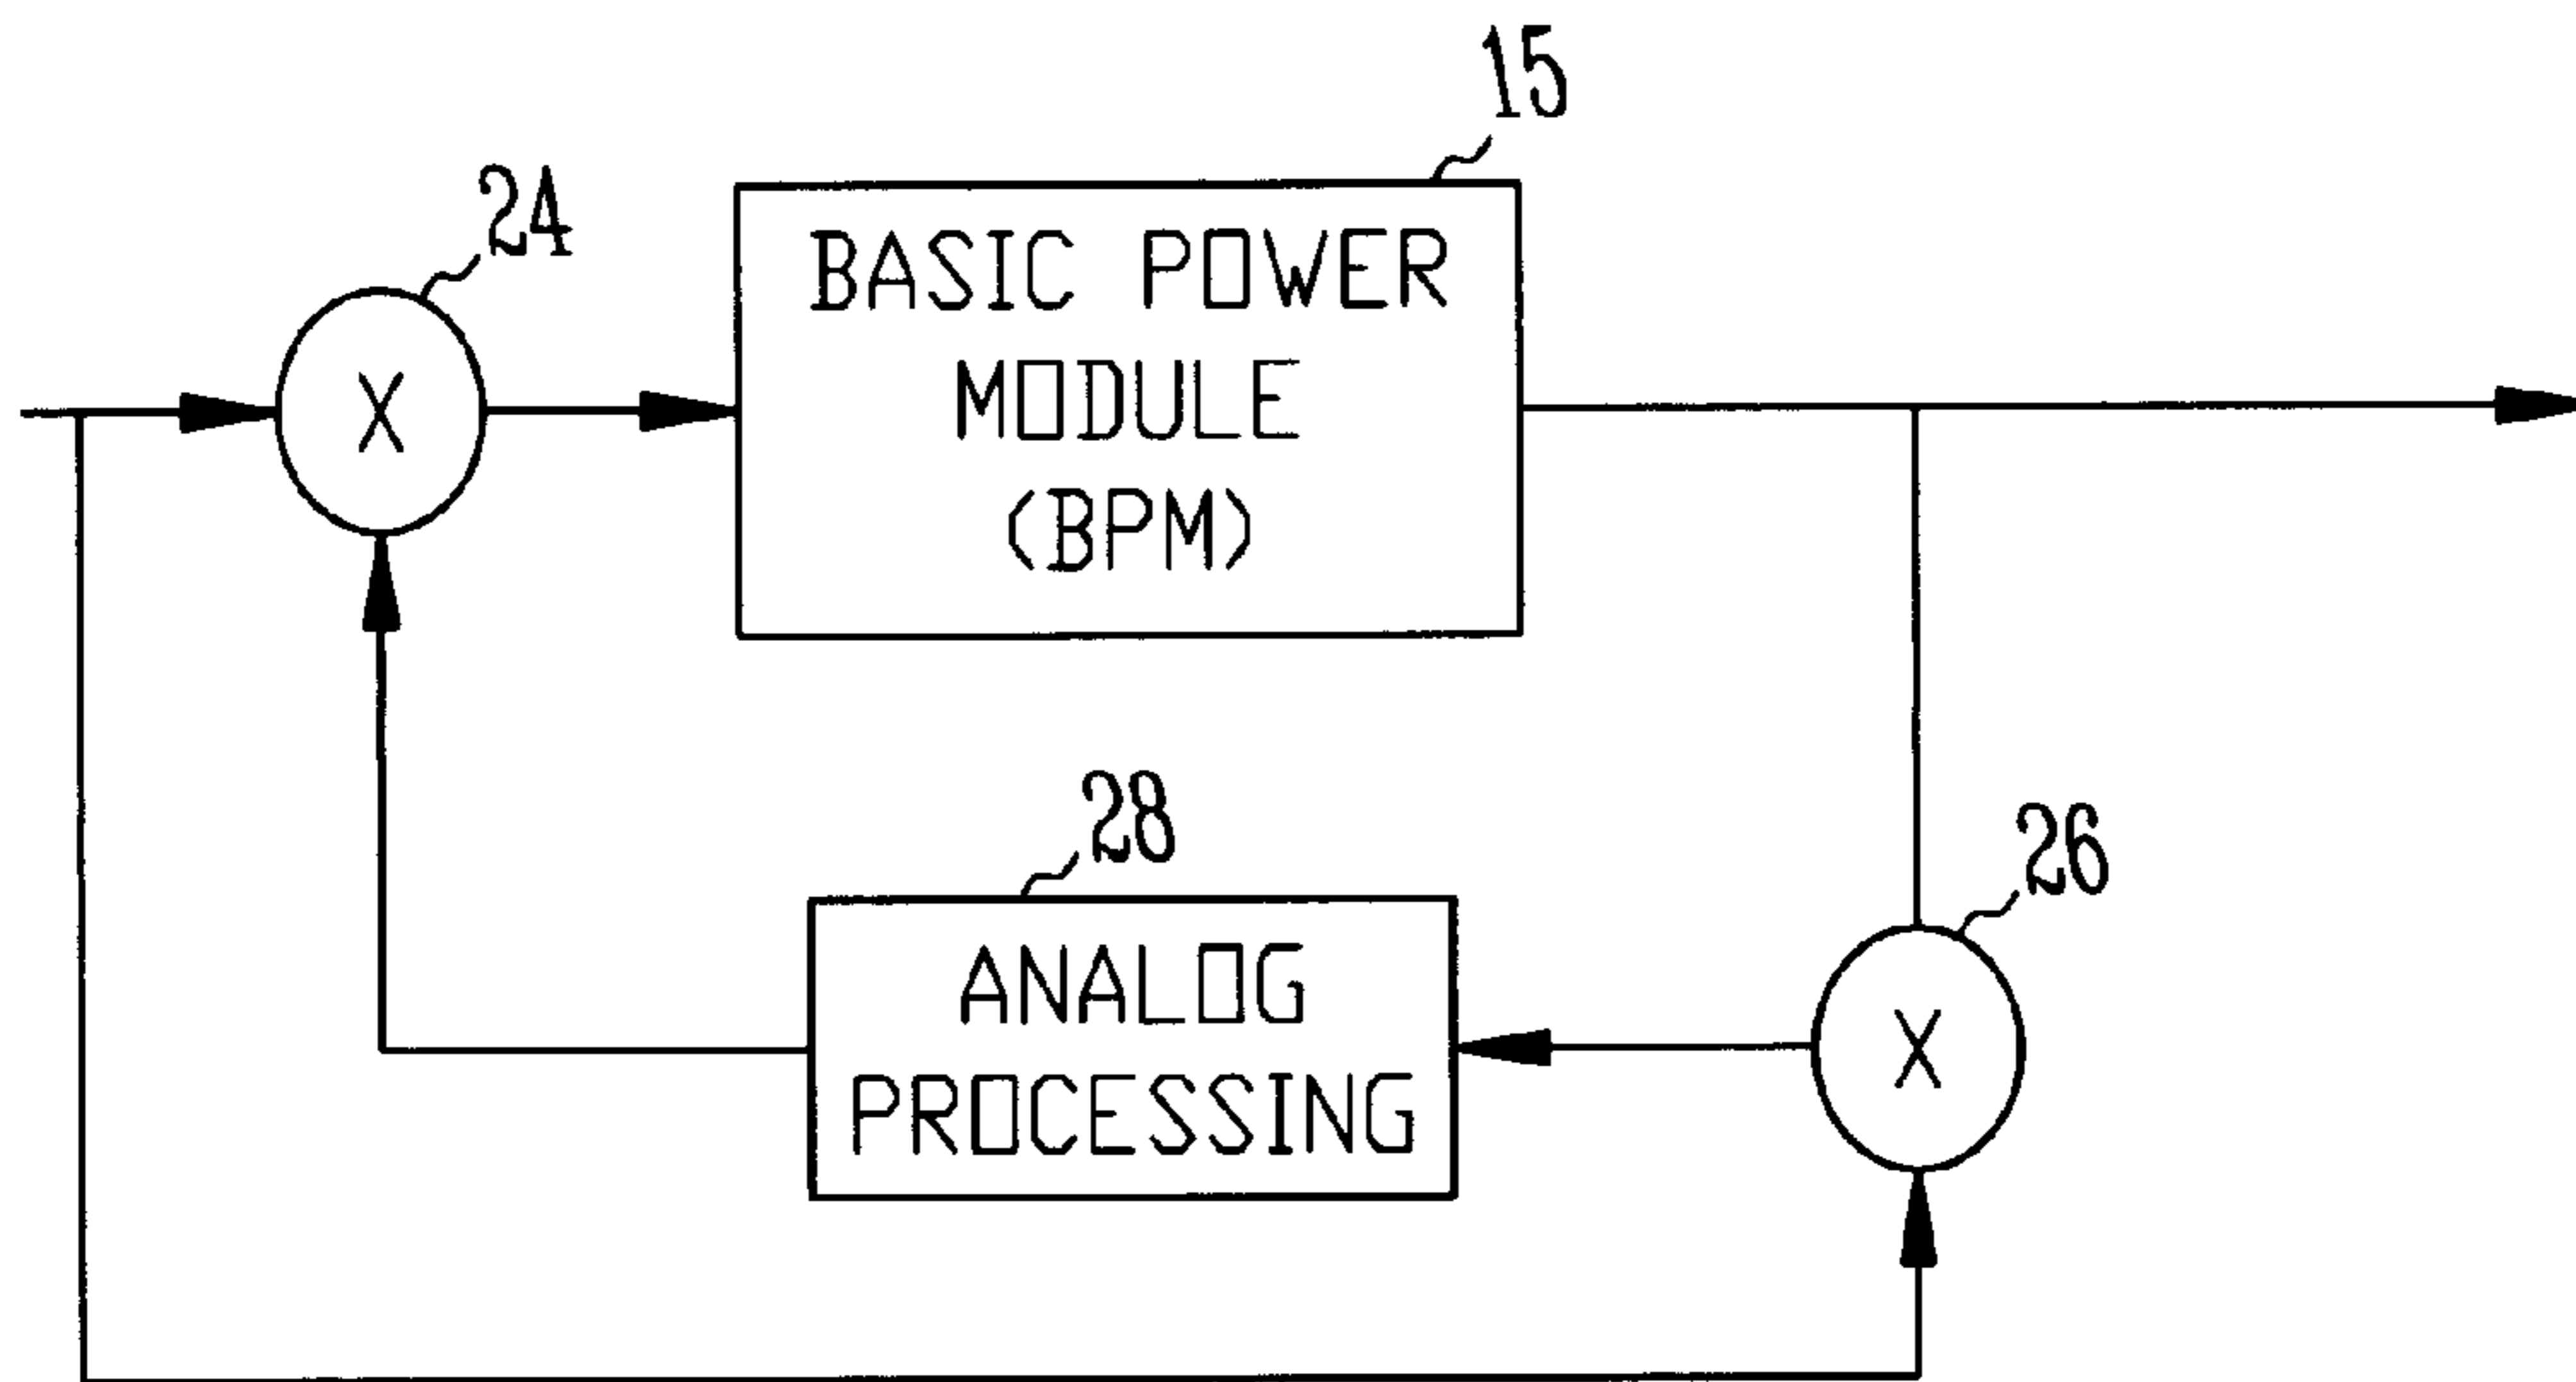 15
24
BASIC POWER
MODULE
(BPM)
X
28
26
ANALOG
PROCESSING
X